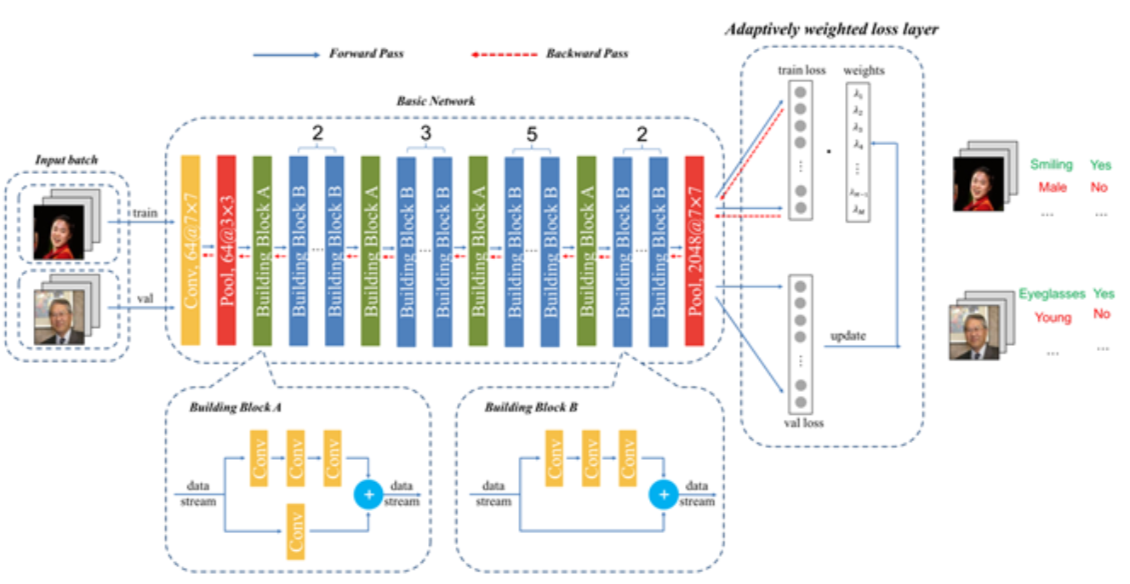 Adaptively weighted loss layer
Forward Pass
Backward Pass
train loss
weights
Basic Network
2
3
5
2
Input batch
train
val
Conv, 64@7×7
Pool, 64@3×3
Building Block A
Building Block B
...
Building Block B
Building Block A
Building Block B
...
Building Block B
Building Block A
Building Block B
...
Building Block B
Building Block A
Building Block B
...
Building Block B
Pool, 2048@7×7
λ1
λ2
λ3
λ4
⋮
λM−1
λM
·
⋮
⋮
update
val loss
Smiling Yes
Male No
... ...
Eyeglasses Yes
Young No
... ...
Building Block A
data
stream
Conv
Conv
Conv
Conv
+
data
stream
Building Block B
data
stream
Conv
Conv
Conv
+
data
stream